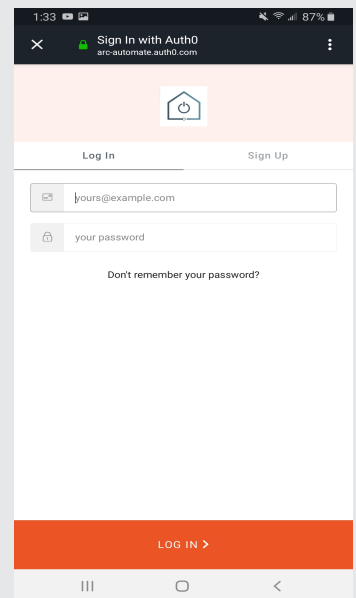 1:33 87%
Sign In with Auth0
arc-automate.auth0.com
Log In Sign Up
yours@example.com
your password
Don't remember your password?
LOG IN >